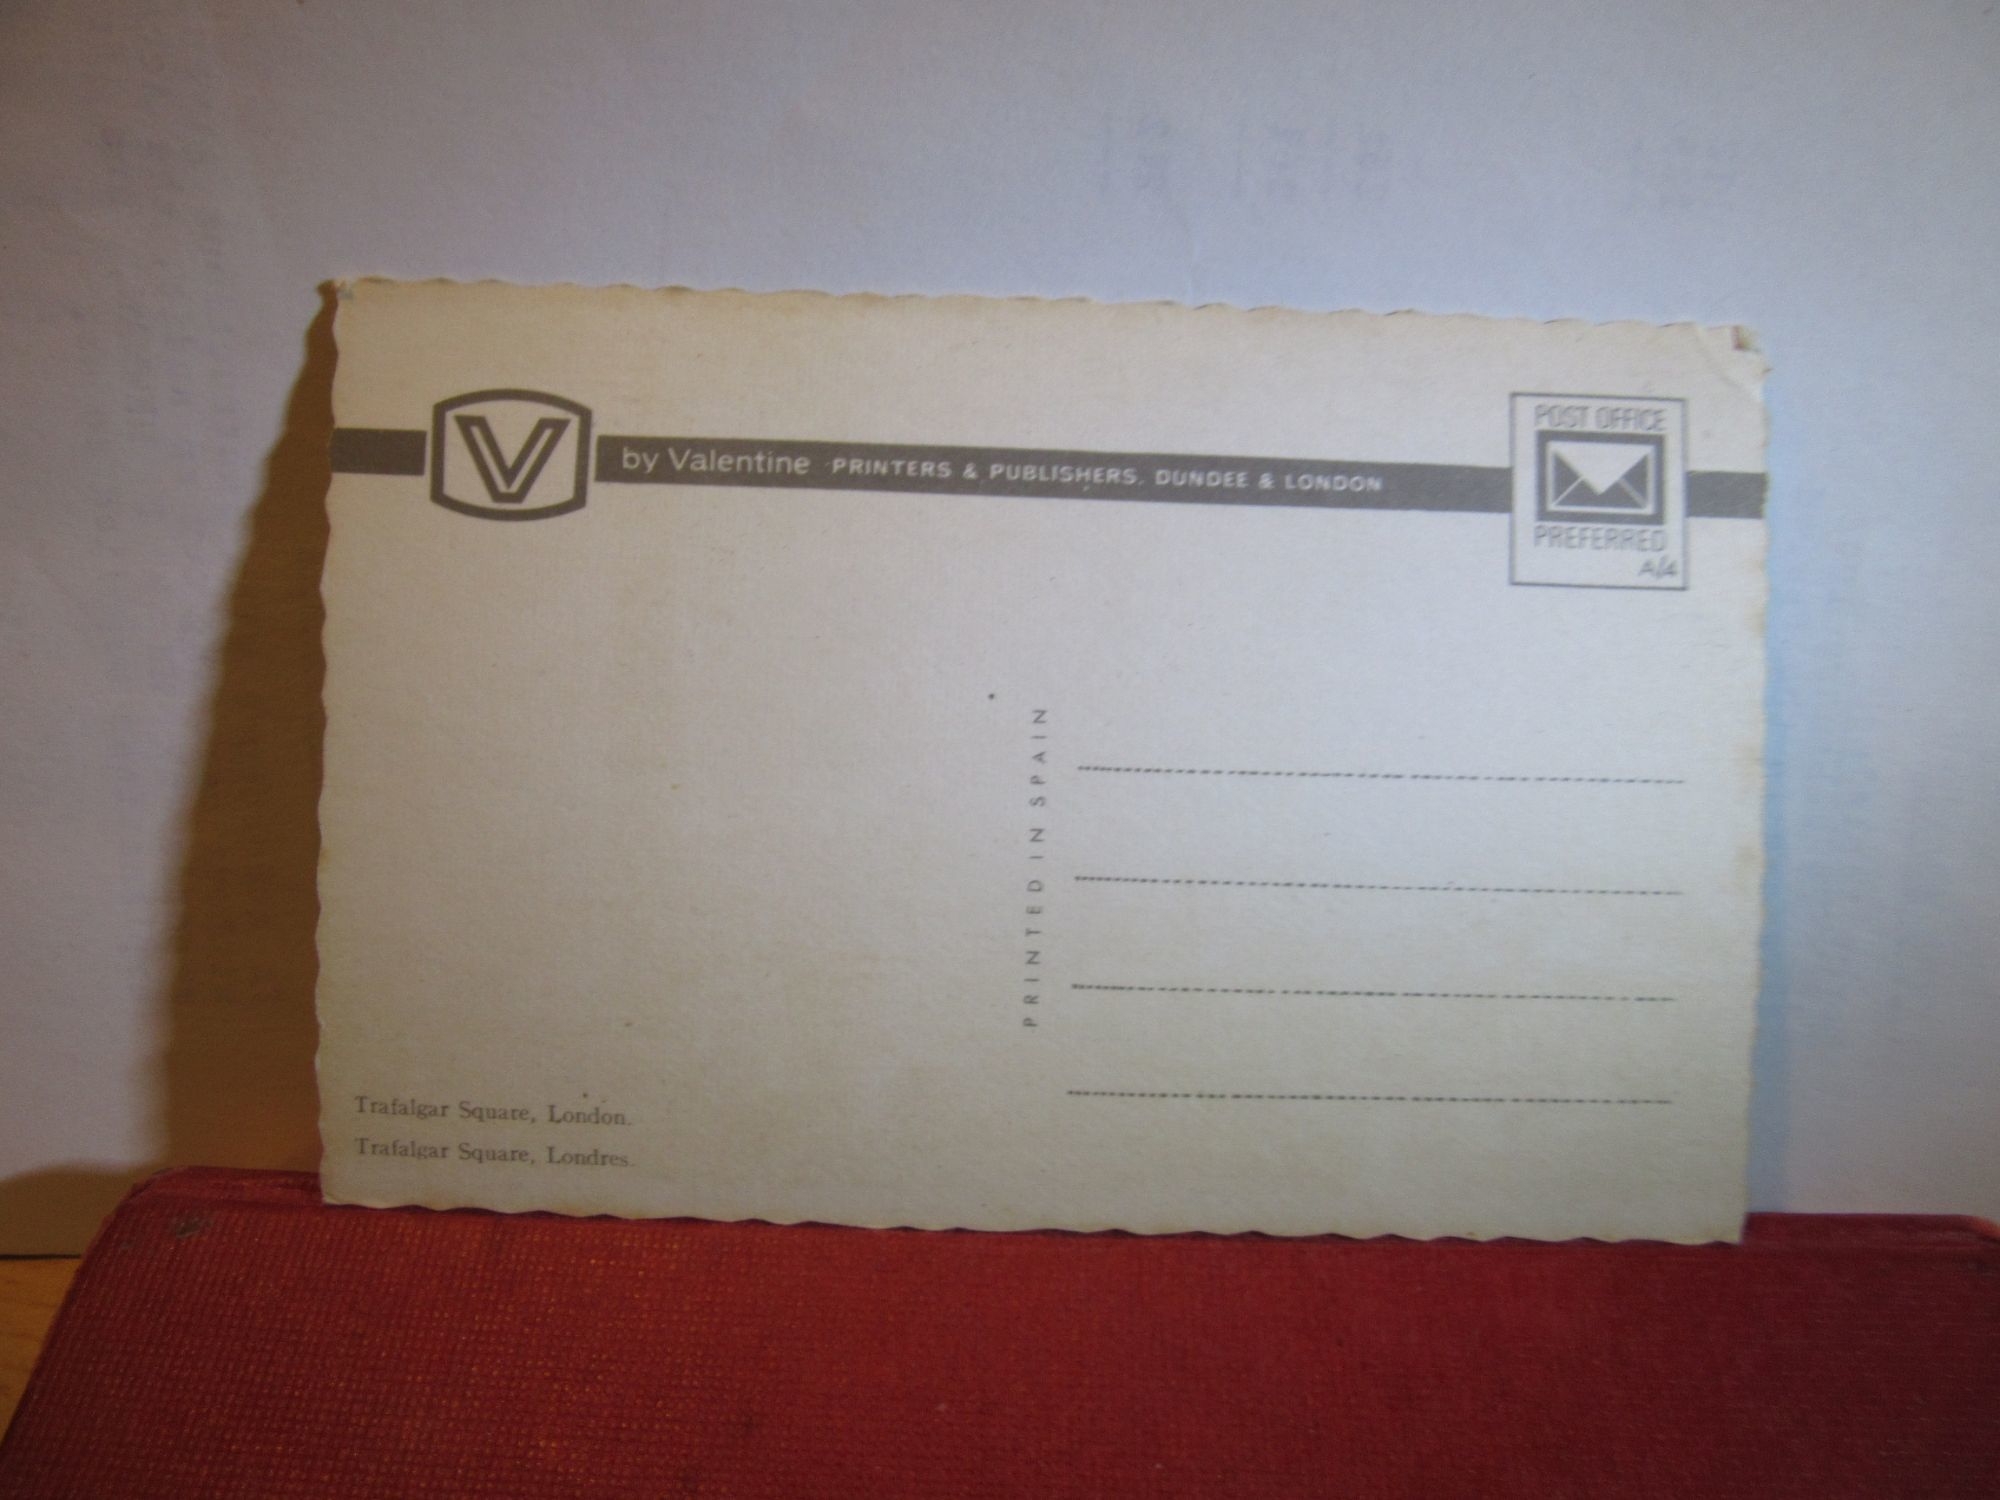 V
by Valentine PRINTERS & PUBLISHERS, DUNDEE & LONDON
POST OFFICE
PREFERRED
A/4
PRINTED IN SPAIN
Trafalgar Square, London.
Trafalgar Square, Londres.